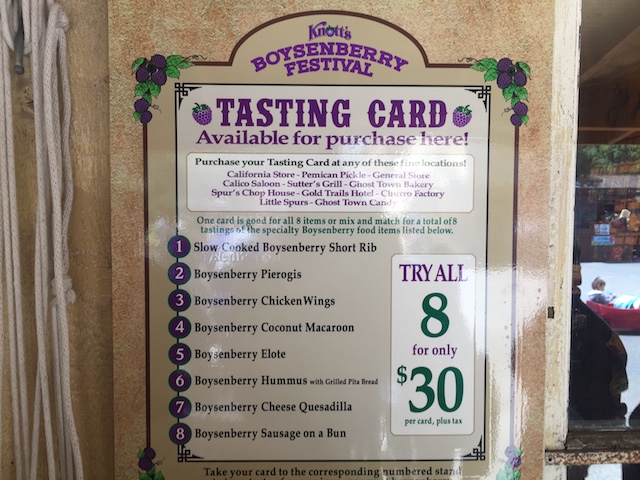 Knott's
BOYSENBERRY
FESTIVAL
TASTING CARD
Available for purchase here!
Purchase your Tasting Card at any of these fine locations!
California Store - Pemican Pickle - General Store
Calico Saloon - Sutter's Grill - Ghost Town Bakery
Spur's Chop House - Gold Trails Hotel - Churro Factory
Little Spurs - Ghost Town Candy
One card is good for all 8 items or mix and match for a total of 8
tastings of the specialty Boysenberry food items listed below.
1 Slow Cooked Boysenberry Short Rib
2 Boysenberry Pierogis
3 Boysenberry Chicken Wings
4 Boysenberry Coconut Macaroon
5 Boysenberry Elote
6 Boysenberry Hummus with Grilled Pita Bread
7 Boysenberry Cheese Quesadilla
8 Boysenberry Sausage on a Bun
TRY ALL
8
for only
$30
per card, plus tax
Take your card to the corresponding numbered stand